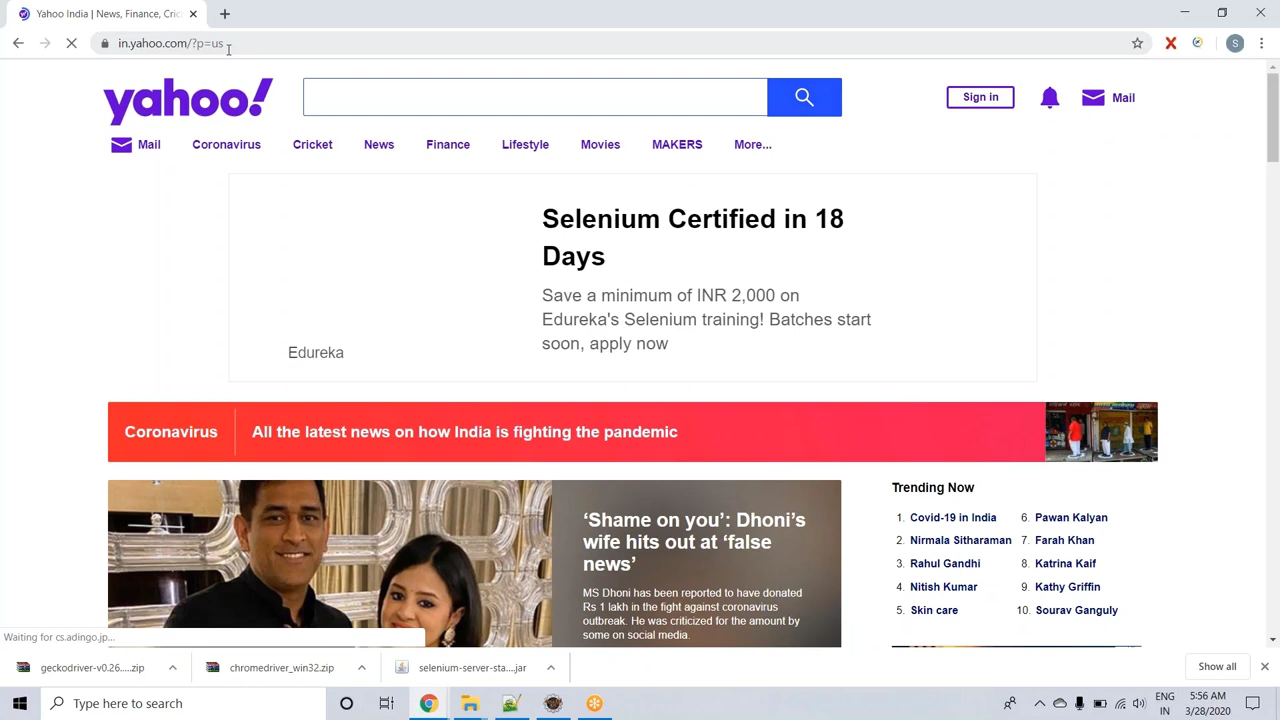 Yahoo India | News, Finance, Cric
in.yahoo.com/?p=us
S
yahoo!
Sign in
Mail
Mail
Coronavirus
Cricket
News
Finance
Lifestyle
Movies
MAKERS
More...
Selenium Certified in 18
Days
Save a minimum of INR 2,000 on
Edureka's Selenium training! Batches start
soon, apply now
Edureka
Coronavirus
All the latest news on how India is fighting the pandemic
‘Shame on you’: Dhoni’s
wife hits out at ‘false
news’
MS Dhoni has been reported to have donated
Rs 1 lakh in the fight against coronavirus
outbreak. He was criticized for the amount by
some on social media.
Trending Now
1. Covid-19 in India
2. Nirmala Sitharaman
3. Rahul Gandhi
4. Nitish Kumar
5. Skin care
6. Pawan Kalyan
7. Farah Khan
8. Katrina Kaif
9. Kathy Griffin
10. Sourav Ganguly
Waiting for cs.adingo.jp...
geckodriver-v0.26....zip
chromedriver_win32.zip
selenium-server-sta....jar
Show all
Type here to search
ENG
IN
5:56 AM
3/28/2020